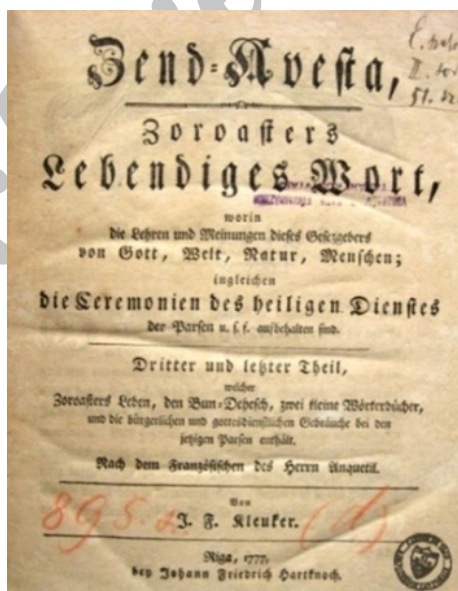 Zend-Avesta,
Zoroasters
Lebendiges Wort,
worin
die Lehren und Meinungen dieses Gesetzgebers
von Gott, Welt, Natur, Menschen;
ingleichen
die Ceremonien des heiligen Dienstes
der Parsen u. s. f. aufbehalten sind.
Dritter und letzter Theil,
welcher
Zoroasters Leben, den Bun-Dehesch, zwei kleine Wörterbücher,
und die bürgerlichen und gottesdienstlichen Gebräuche bei den
jetzigen Parsen enthält.
Nach dem Französischen des Herrn Anquetil.
Von
J. F. Kleuker.
895
(d)
Riga, 1777,
bey Johann Friedrich Hartknoch.